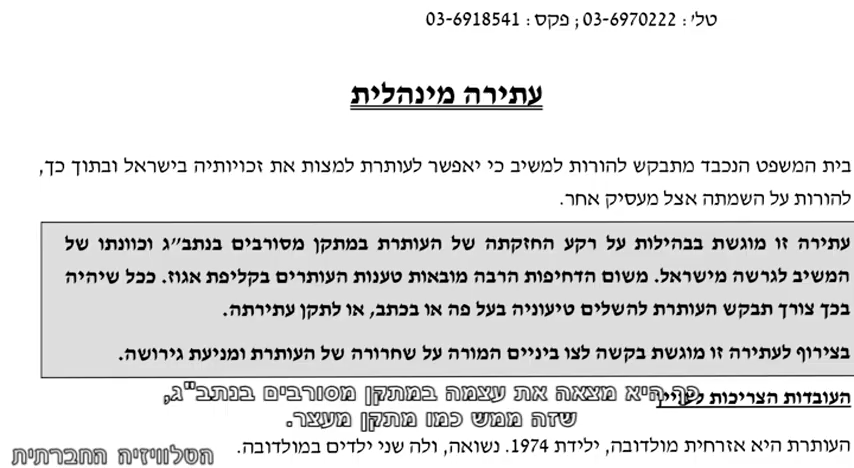 טל׳ : 03-6970222 ; פקס : 03-6918541
עתירה מינהלית
בית המשפט הנכבד מתבקש להורות למשיב כי יאפשר לעותרת למצות את זכויותיה בישראל ובתוך כך,
להורות על השמתה אצל מעסיק אחר.
עתירה זו מוגשת בבהילות על רקע החזקתה של העותרת במתקן מסורבים בנתב״ג וכוונתו של
המשיב לגרשה מישראל. משום הדחיפות הרבה מובאות טענות העותרים בקליפת אגוז. ככל שיהיה
בכך צורך תבקש העותרת להשלים טיעוניה בעל פה או בכתב, או לתקן עתירתה.
בצירוף לעתירה זו מוגשת בקשה לצו ביניים המורה על שחרורה של העותרת ומניעת גירושה.
העובדות הצריכות לעניין
כך היא מצאה את עצמה במתקן מסורבים בנתב"ג,
שזה ממש כמו מתקן מעצר.
העותרת היא אזרחית מולדובה, ילידת 1974. נשואה, ולה שני ילדים במולדובה.
הטלוויזיה החברתית